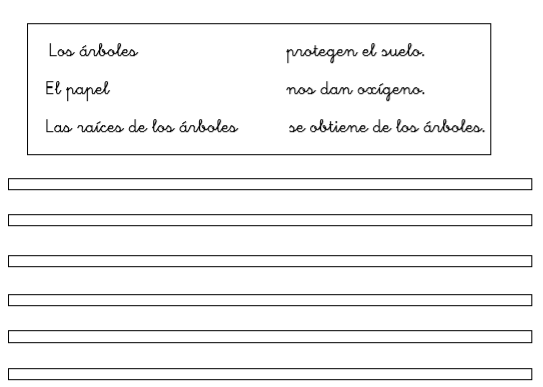 Los árboles protegen el suelo.
El papel nos dan oxígeno.
Las raíces de los árboles se obtiene de los árboles.